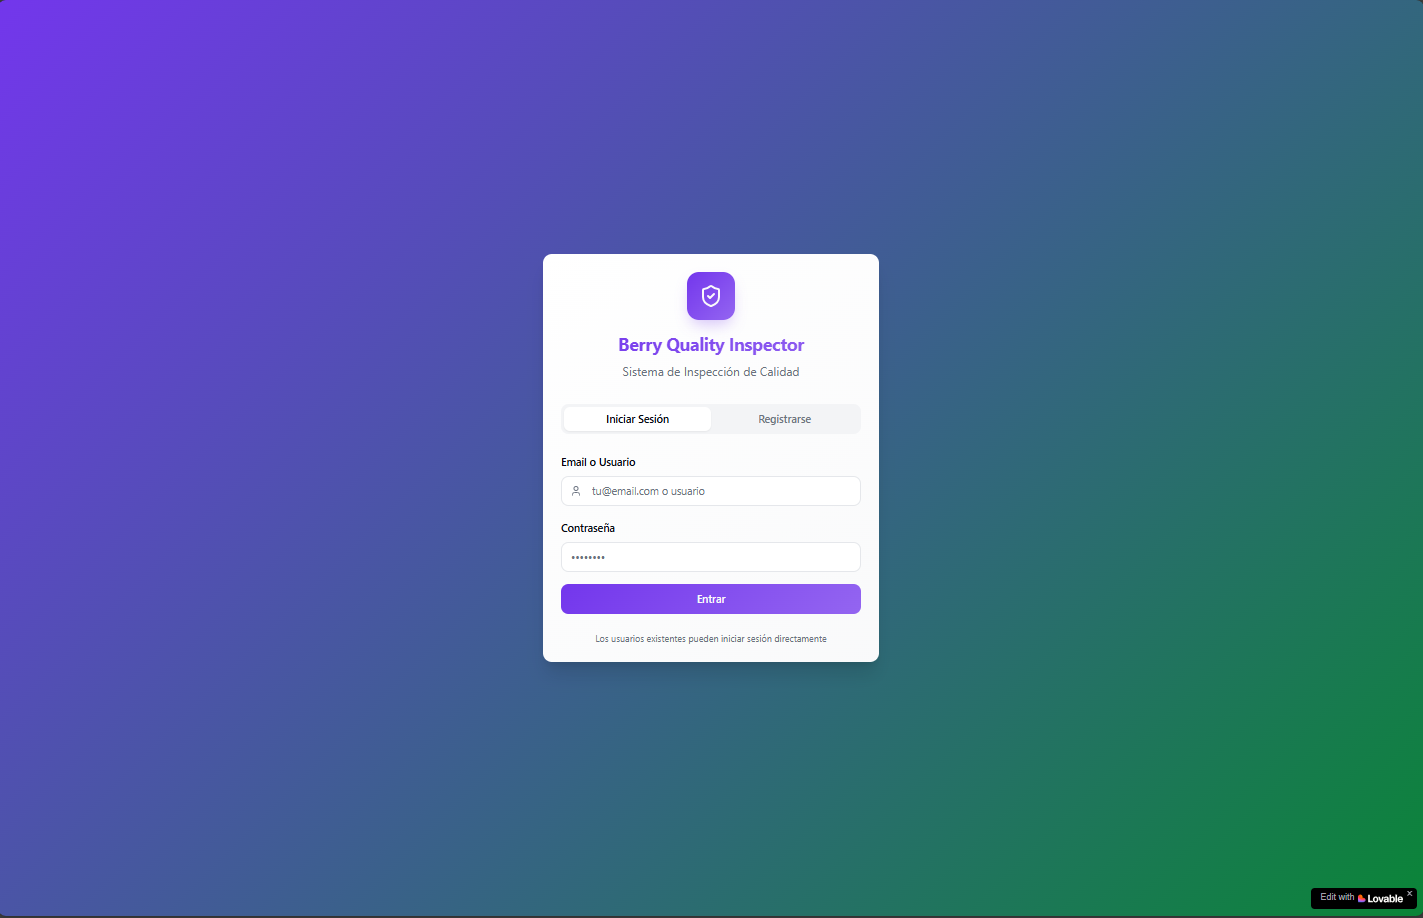 Berry Quality Inspector
Sistema de Inspección de Calidad
Iniciar Sesión
Registrarse
Email o Usuario
tu@email.com o usuario
Contraseña
••••••••
Entrar
Los usuarios existentes pueden iniciar sesión directamente
Edit with Lovable